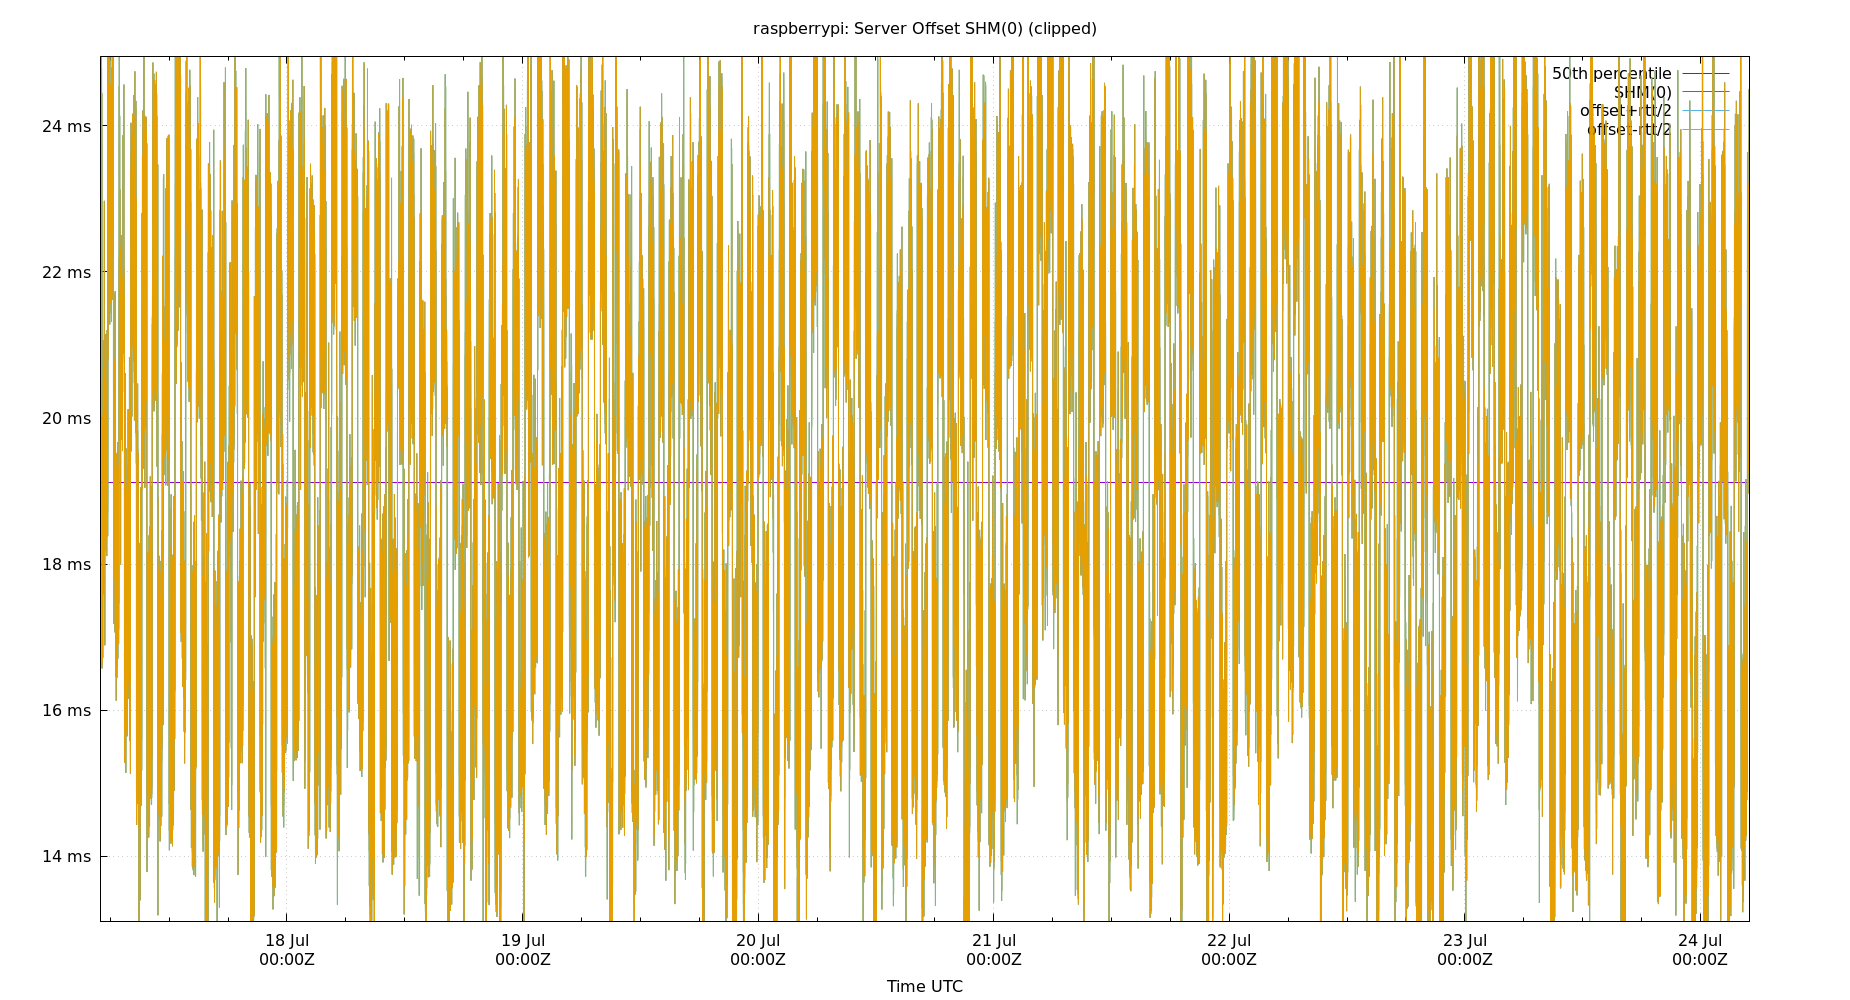 raspberrypi: Server Offset SHM(0) (clipped)
50th percentile
SHM(0)
offset+rtt/2
offset-rtt/2
24 ms
22 ms
20 ms
18 ms
16 ms
14 ms
18 Jul 19 Jul 20 Jul 21 Jul 22 Jul 23 Jul 24 Jul
00:00Z 00:00Z 00:00Z 00:00Z 00:00Z 00:00Z 00:00Z
Time UTC